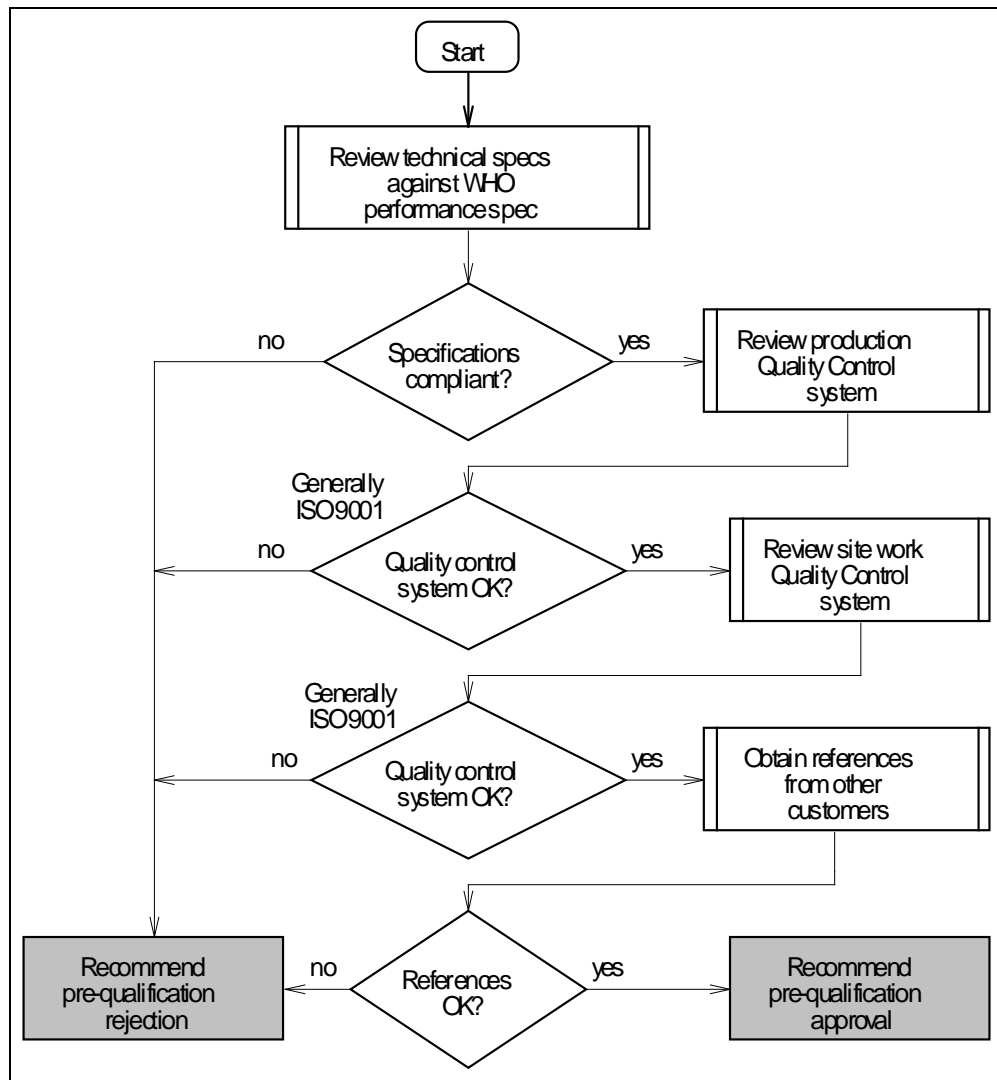 Start
Review technical specs
against WHO
performance spec
no
Specifications
compliant?
yes
Review production
Quality Control
system
Generally
ISO9001
no
Quality control
system OK?
yes
Review site work
Quality Control
system
Generally
ISO9001
no
Quality control
system OK?
yes
Obtain references
from other
customers
Recommend
pre-qualification
rejection
no
References
OK?
yes
Recommend
pre-qualification
approval